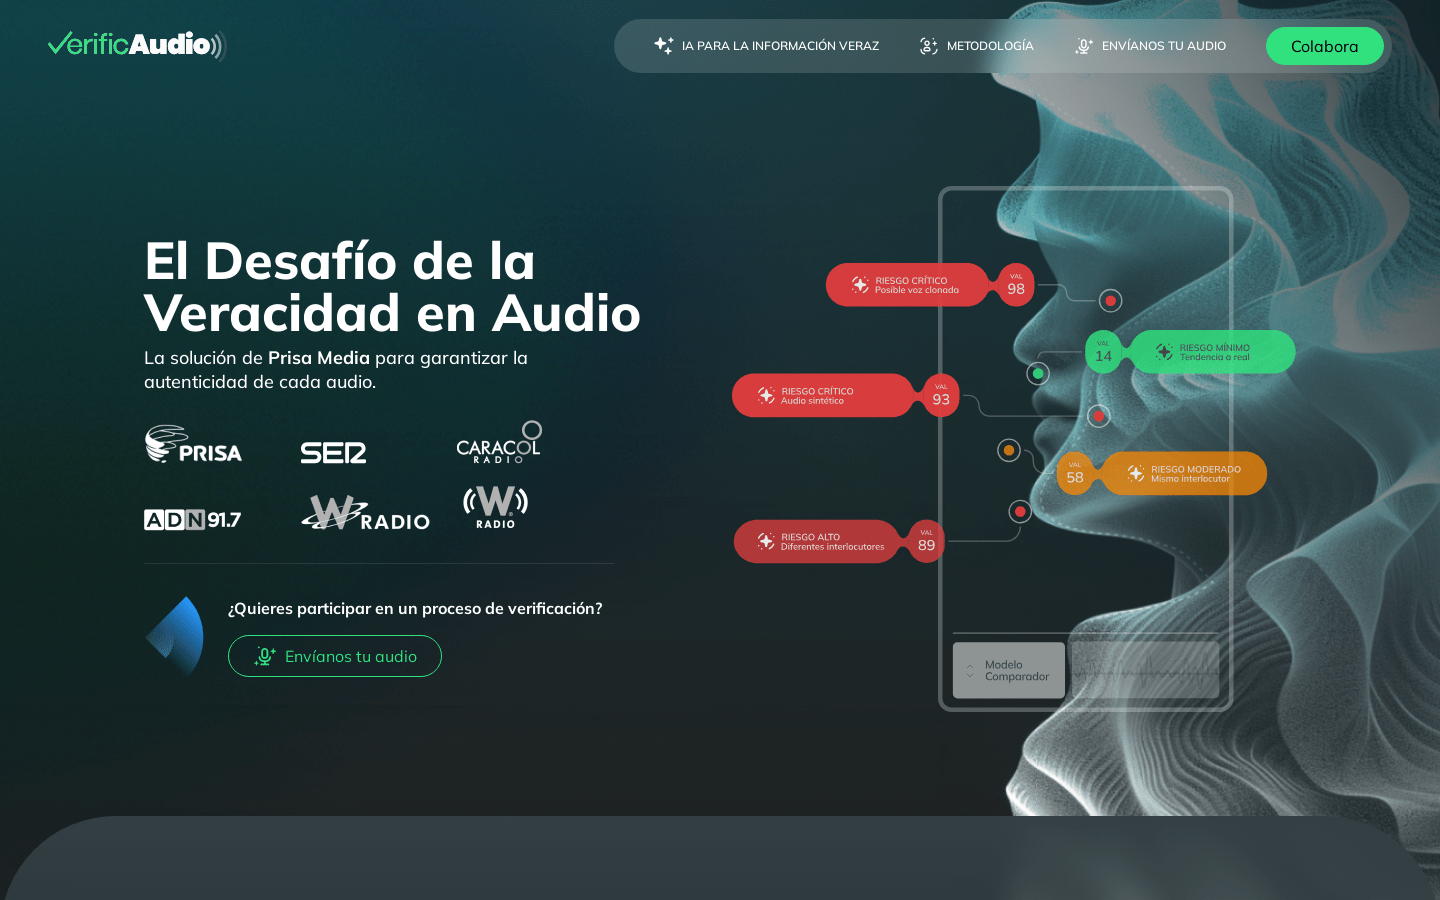 VerificAudio
IA PARA LA INFORMACIÓN VERAZ
METODOLOGÍA
ENVÍANOS TU AUDIO
Colabora
El Desafío de la
Veracidad en Audio
La solución de Prisa Media para garantizar la
autenticidad de cada audio.
PRISA
SER
CARACOL
RADIO
ADN 91.7
W RADIO
W
RADIO
¿Quieres participar en un proceso de verificación?
Envíanos tu audio
RIESGO CRÍTICO
Posible voz clonada
VAL
98
VAL
14
RIESGO MÍNIMO
Tendencia a real
RIESGO CRÍTICO
Audio sintético
VAL
93
VAL
58
RIESGO MODERADO
Mismo interlocutor
RIESGO ALTO
Diferentes interlocutores
VAL
89
Modelo
Comparador